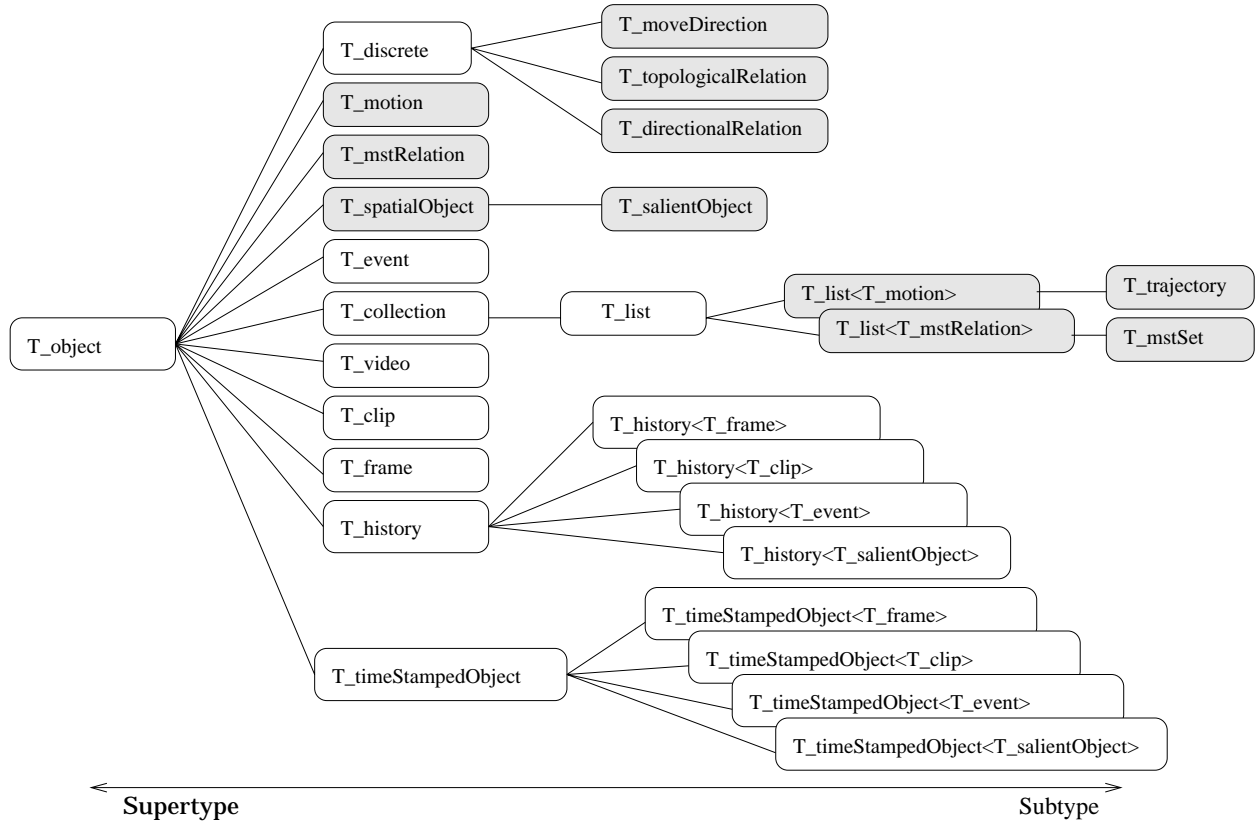 T_discrete
T_moveDirection
T_topologicalRelation
T_directionalRelation
T_motion
T_mstRelation
T_spatialObject
T_salientObject
T_event
T_collection
T_list
T_list<T_motion>
T_trajectory
T_list<T_mstRelation>
T_mstSet
T_object
T_video
T_clip
T_frame
T_history
T_history<T_frame>
T_history<T_clip>
T_history<T_event>
T_history<T_salientObject>
T_timeStampedObject
T_timeStampedObject<T_frame>
T_timeStampedObject<T_clip>
T_timeStampedObject<T_event>
T_timeStampedObject<T_salientObject>
Supertype
Subtype